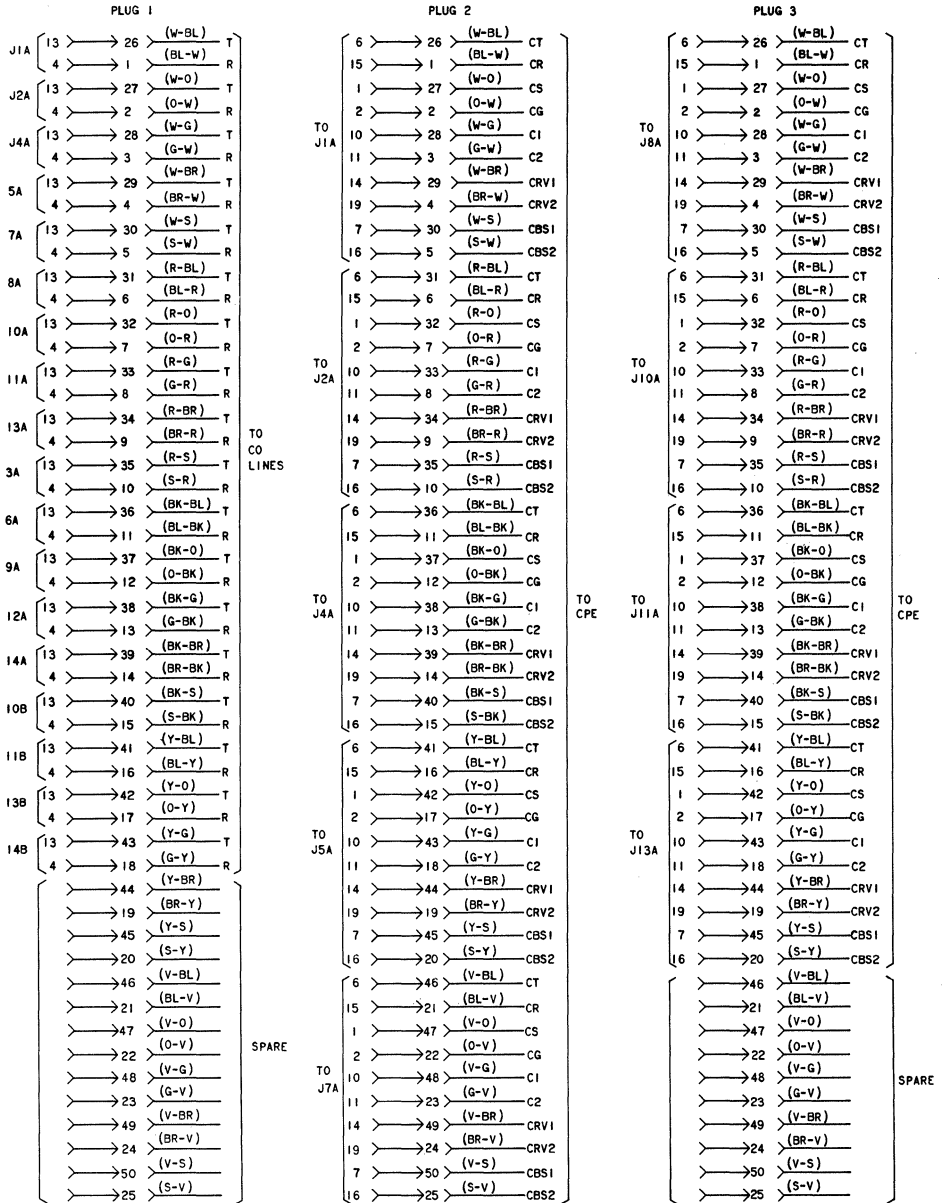 PLUG 1
J1A
13 26 (W-BL) T
4 1 (BL-W) R
J2A
13 27 (W-O) T
4 2 (O-W) R
J4A
13 28 (W-G) T
4 3 (G-W) R
5A
13 29 (W-BR) T
4 4 (BR-W) R
7A
13 30 (W-S) T
4 5 (S-W) R
8A
13 31 (R-BL) T
4 6 (BL-R) R
10A
13 32 (R-O) T
4 7 (O-R) R
11A
13 33 (R-G) T
4 8 (G-R) R
13A
13 34 (R-BR) T
4 9 (BR-R) R
3A
13 35 (R-S) T
4 10 (S-R) R
6A
13 36 (BK-BL) T
4 11 (BL-BK) R
9A
13 37 (BK-O) T
4 12 (O-BK) R
12A
13 38 (BK-G) T
4 13 (G-BK) R
14A
13 39 (BK-BR) T
4 14 (BR-BK) R
10B
13 40 (BK-S) T
4 15 (S-BK) R
11B
13 41 (Y-BL) T
4 16 (BL-Y) R
13B
13 42 (Y-O) T
4 17 (O-Y) R
14B
13 43 (Y-G) T
4 18 (G-Y) R
TO
CO
LINES
44 (Y-BR)
19 (BR-Y)
45 (Y-S)
20 (S-Y)
46 (V-BL)
21 (BL-V)
47 (V-O)
22 (O-V)
48 (V-G)
23 (G-V)
49 (V-BR)
24 (BR-V)
50 (V-S)
25 (S-V)
SPARE
PLUG 2
TO
J1A
6 26 (W-BL) CT
15 1 (BL-W) CR
1 27 (W-O) CS
2 2 (O-W) CG
10 28 (W-G) C1
11 3 (G-W) C2
14 29 (W-BR) CRV1
19 4 (BR-W) CRV2
7 30 (W-S) CBS1
16 5 (S-W) CBS2
TO
J2A
6 31 (R-BL) CT
15 6 (BL-R) CR
1 32 (R-O) CS
2 7 (O-R) CG
10 33 (R-G) C1
11 8 (G-R) C2
14 34 (R-BR) CRV1
19 9 (BR-R) CRV2
7 35 (R-S) CBS1
16 10 (S-R) CBS2
TO
J4A
6 36 (BK-BL) CT
15 11 (BL-BK) CR
1 37 (BK-O) CS
2 12 (O-BK) CG
10 38 (BK-G) C1
11 13 (G-BK) C2
14 39 (BK-BR) CRV1
19 14 (BR-BK) CRV2
7 40 (BK-S) CBS1
16 15 (S-BK) CBS2
TO
J5A
6 41 (Y-BL) CT
15 16 (BL-Y) CR
1 42 (Y-O) CS
2 17 (O-Y) CG
10 43 (Y-G) C1
11 18 (G-Y) C2
14 44 (Y-BR) CRV1
19 19 (BR-Y) CRV2
7 45 (Y-S) CBS1
16 20 (S-Y) CBS2
TO
J7A
6 46 (V-BL) CT
15 21 (BL-V) CR
1 47 (V-O) CS
2 22 (O-V) CG
10 48 (V-G) C1
11 23 (G-V) C2
14 49 (V-BR) CRV1
19 24 (BR-V) CRV2
7 50 (V-S) CBS1
16 25 (S-V) CBS2
TO
CPE
PLUG 3
TO
J8A
6 26 (W-BL) CT
15 1 (BL-W) CR
1 27 (W-O) CS
2 2 (O-W) CG
10 28 (W-G) C1
11 3 (G-W) C2
14 29 (W-BR) CRV1
19 4 (BR-W) CRV2
7 30 (W-S) CBS1
16 5 (S-W) CBS2
TO
J10A
6 31 (R-BL) CT
15 6 (BL-R) CR
1 32 (R-O) CS
2 7 (O-R) CG
10 33 (R-G) C1
11 8 (G-R) C2
14 34 (R-BR) CRV1
19 9 (BR-R) CRV2
7 35 (R-S) CBS1
16 10 (S-R) CBS2
TO
J11A
6 36 (BK-BL) CT
15 11 (BL-BK) CR
1 37 (BK-O) CS
2 12 (O-BK) CG
10 38 (BK-G) C1
11 13 (G-BK) C2
14 39 (BK-BR) CRV1
19 14 (BR-BK) CRV2
7 40 (BK-S) CBS1
16 15 (S-BK) CBS2
TO
J13A
6 41 (Y-BL) CT
15 16 (BL-Y) CR
1 42 (Y-O) CS
2 17 (O-Y) CG
10 43 (Y-G) C1
11 18 (G-Y) C2
14 44 (Y-BR) CRV1
19 19 (BR-Y) CRV2
7 45 (Y-S) CBS1
16 20 (S-Y) CBS2
TO
CPE
46 (V-BL)
21 (BL-V)
47 (V-O)
22 (O-V)
48 (V-G)
23 (G-V)
49 (V-BR)
24 (BR-V)
50 (V-S)
25 (S-V)
SPARE